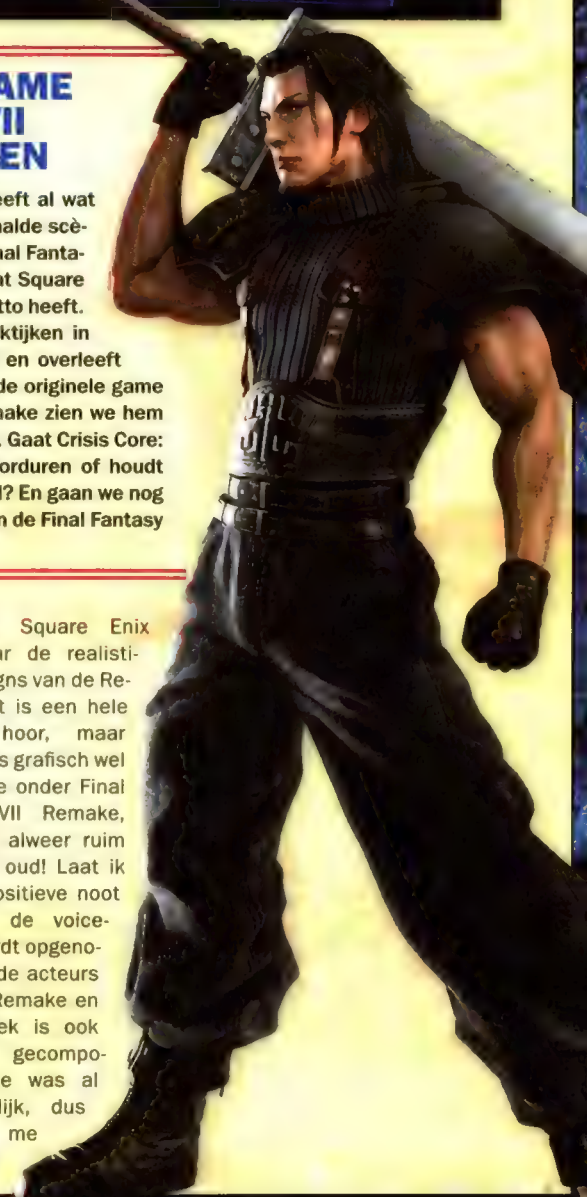 AME
VII
EN
eeft al wat
aalde scè-
nal Fanta-
at Square
tto heeft.
ktijken in
en overleeft
de originele game
make zien we hem
. Gaat Crisis Core:
orduren of houdt
l? En gaan we nog
n de Final Fantasy
Square Enix
ar de realisti-
gns van de Re-
t is een hele
hoor, maar
s grafisch wel
e onder Final
VII Remake,
alweer ruim
oud! Laat ik
ositieve noot
de voice-
dt opgeno-
de acteurs
Remake en
ek is ook
gecompo-
e was al
lijk, dus
me